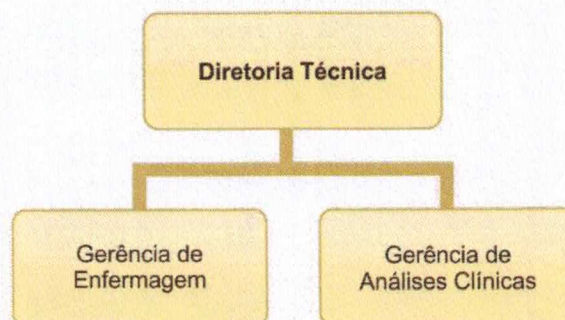 Diretoria Técnica
Gerência de
Enfermagem
Gerência de
Análises Clínicas